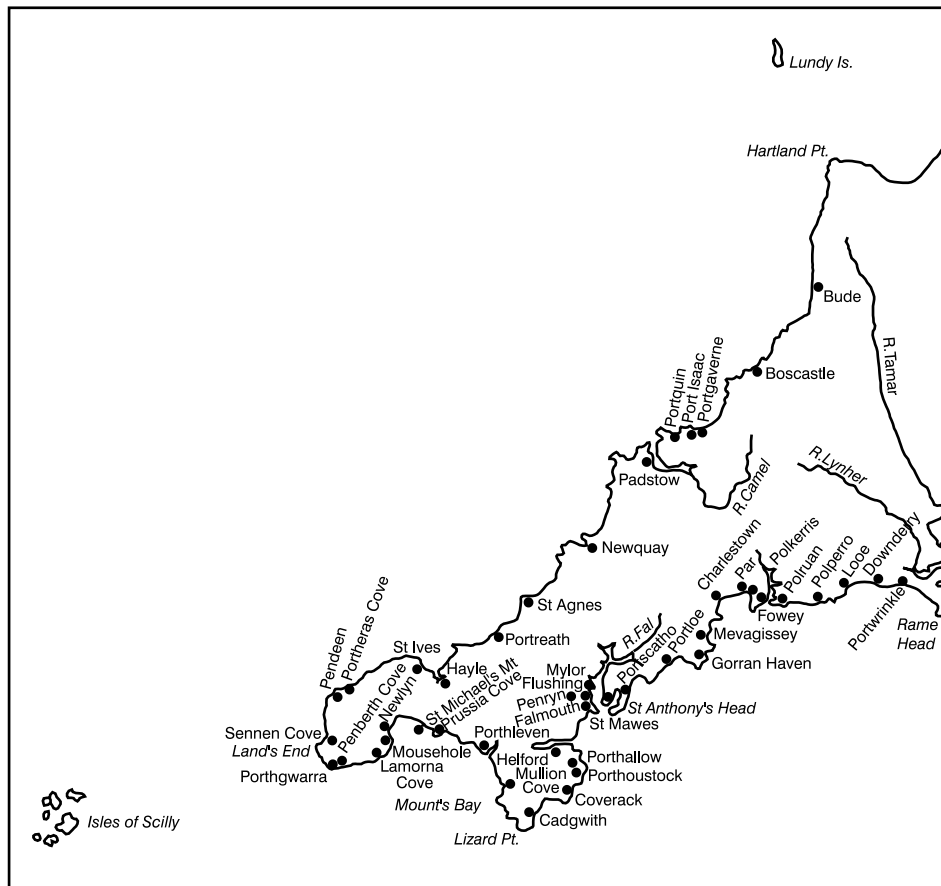 Lundy Is.
Hartland Pt.
Bude
R.Tamar
Boscastle
Portquin
Port Isaac
Portgaverne
Padstow
R.Camel
R.Lynher
Newquay
Charlestown
Par
Polkerris
Fowey
Polruan
Polperro
Looe
Downderry
Portwrinkle
Rame
Head
St Agnes
Portreath
R.Fal
Portscatho
Portloe
Mevagissey
Gorran Haven
Pendeen
Portheras Cove
St Ives
Hayle
Mylor
Flushing
Penryn
Falmouth
St Mawes
St Anthony's Head
Sennen Cove
Land's End
Porthgwarra
Penberth Cove
Newlyn
Mousehole
Lamorna
Cove
St Michael's Mt
Prussia Cove
Porthleven
Helford
Mullion
Cove
Porthallow
Porthoustock
Coverack
Cadgwith
Mount's Bay
Lizard Pt.
Isles of Scilly